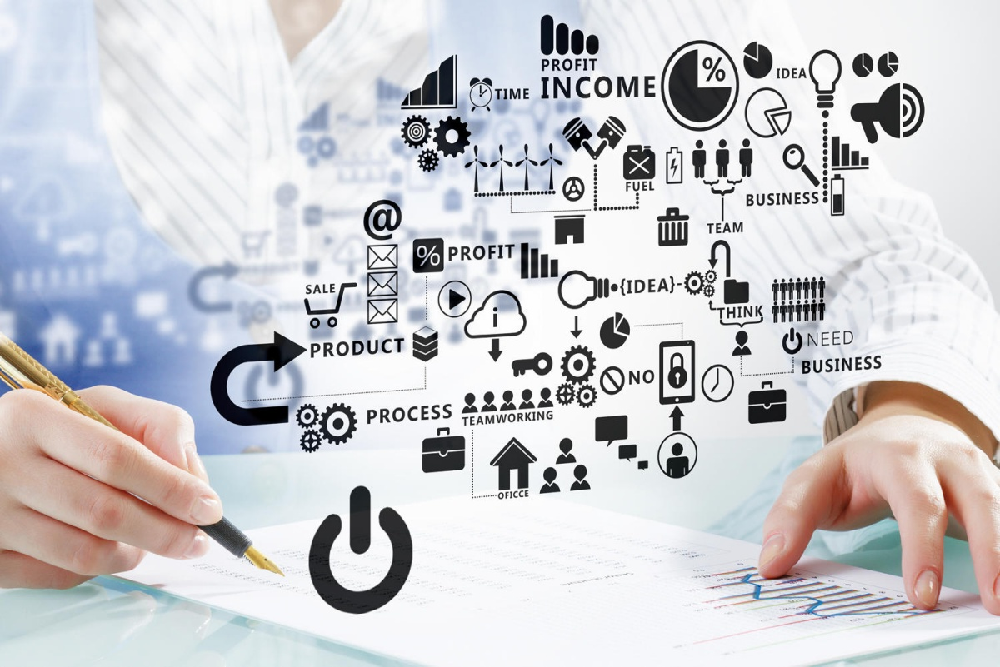 PROFIT
INCOME
%
TIME
IDEA
FUEL
BUSINESS
TEAM
@
%
PROFIT
{IDEA}-
SALE
i
THINK
PRODUCT
NEED
BUSINESS
NO
PROCESS
TEAMWORKING
OFICCE